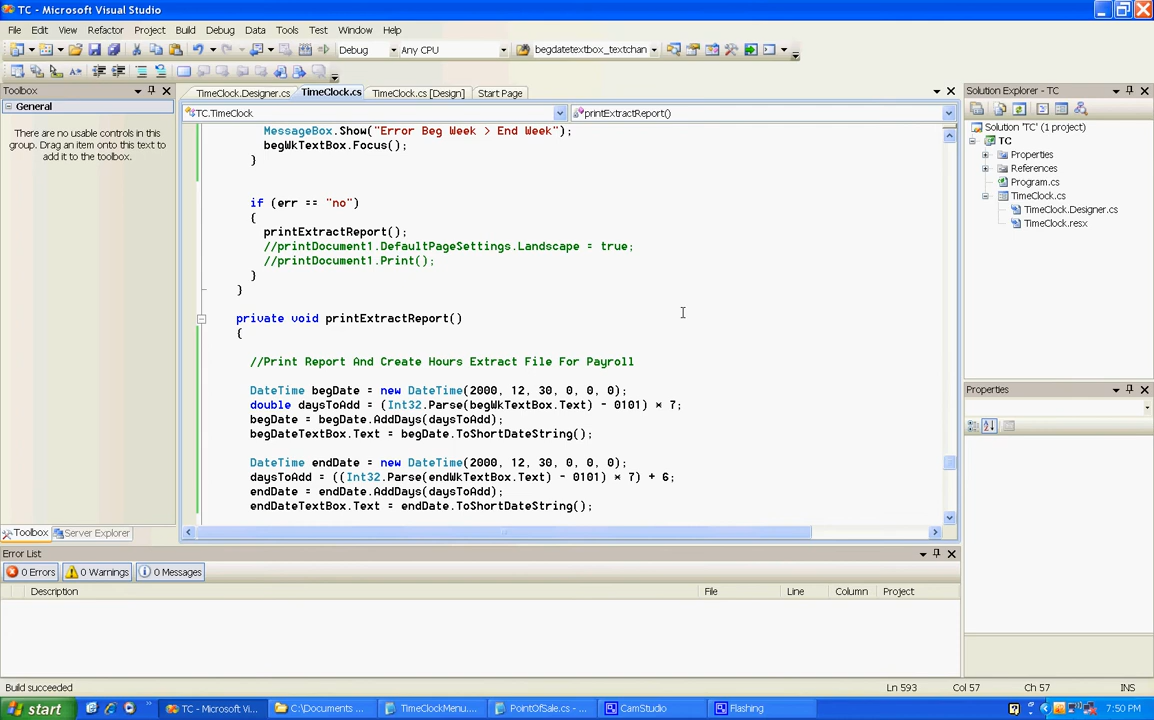 TC - Microsoft Visual Studio
File Edit View Refactor Project Build Debug Data Tools Test Window Help
Debug Any CPU begdatetextbox_textchan
Toolbox
General
There are no usable controls in this
group. Drag an item onto this text to
add it to the toolbox.
Toolbox Server Explorer
TimeClock.Designer.cs TimeClock.cs TimeClock.cs [Design] Start Page
TC.TimeClock printExtractReport()
MessageBox.Show("Error Beg Week > End Week");
begWkTextBox.Focus();
}
if (err == "no")
{
printExtractReport();
//printDocument1.DefaultPageSettings.Landscape = true;
//printDocument1.Print();
}
}
private void printExtractReport()
{
//Print Report And Create Hours Extract File For Payroll
DateTime begDate = new DateTime(2000, 12, 30, 0, 0, 0);
double daysToAdd = (Int32.Parse(begWkTextBox.Text) - 0101) * 7;
begDate = begDate.AddDays(daysToAdd);
begDateTextBox.Text = begDate.ToShortDateString();
DateTime endDate = new DateTime(2000, 12, 30, 0, 0, 0);
daysToAdd = ((Int32.Parse(endWkTextBox.Text) - 0101) * 7) + 6;
endDate = endDate.AddDays(daysToAdd);
endDateTextBox.Text = endDate.ToShortDateString();
Solution Explorer - TC
Solution 'TC' (1 project)
TC
Properties
References
Program.cs
TimeClock.cs
TimeClock.Designer.cs
TimeClock.resx
Properties
Error List
0 Errors 0 Warnings 0 Messages
Description File Line Column Project
Build succeeded Ln 593 Col 57 Ch 57 INS
start TC - Microsoft Vi... C:\Documents ... TimeClockMenu.... PointOfSale.cs - ... CamStudio Flashing 7:50 PM